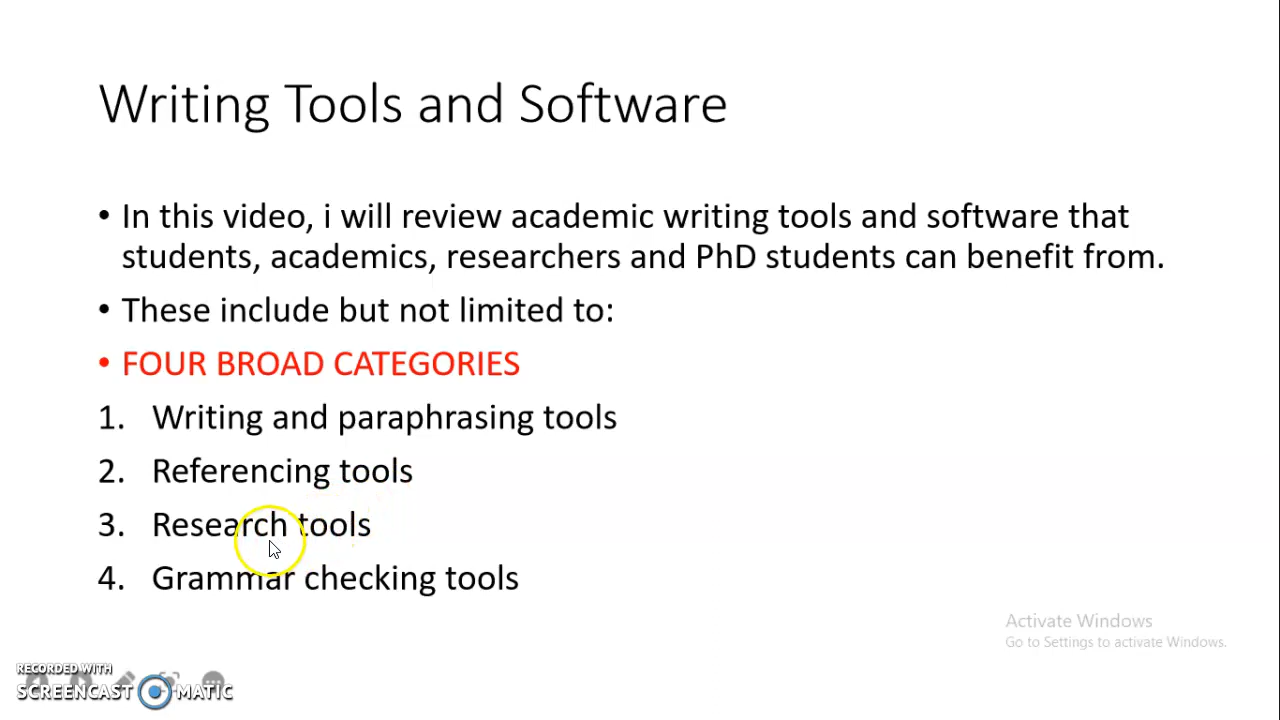 Writing Tools and Software
• In this video, i will review academic writing tools and software that
students, academics, researchers and PhD students can benefit from.
• These include but not limited to:
• FOUR BROAD CATEGORIES
1. Writing and paraphrasing tools
2. Referencing tools
3. Research tools
4. Grammar checking tools
Activate Windows
Go to Settings to activate Windows.
RECORDED WITH
SCREENCAST MATIC